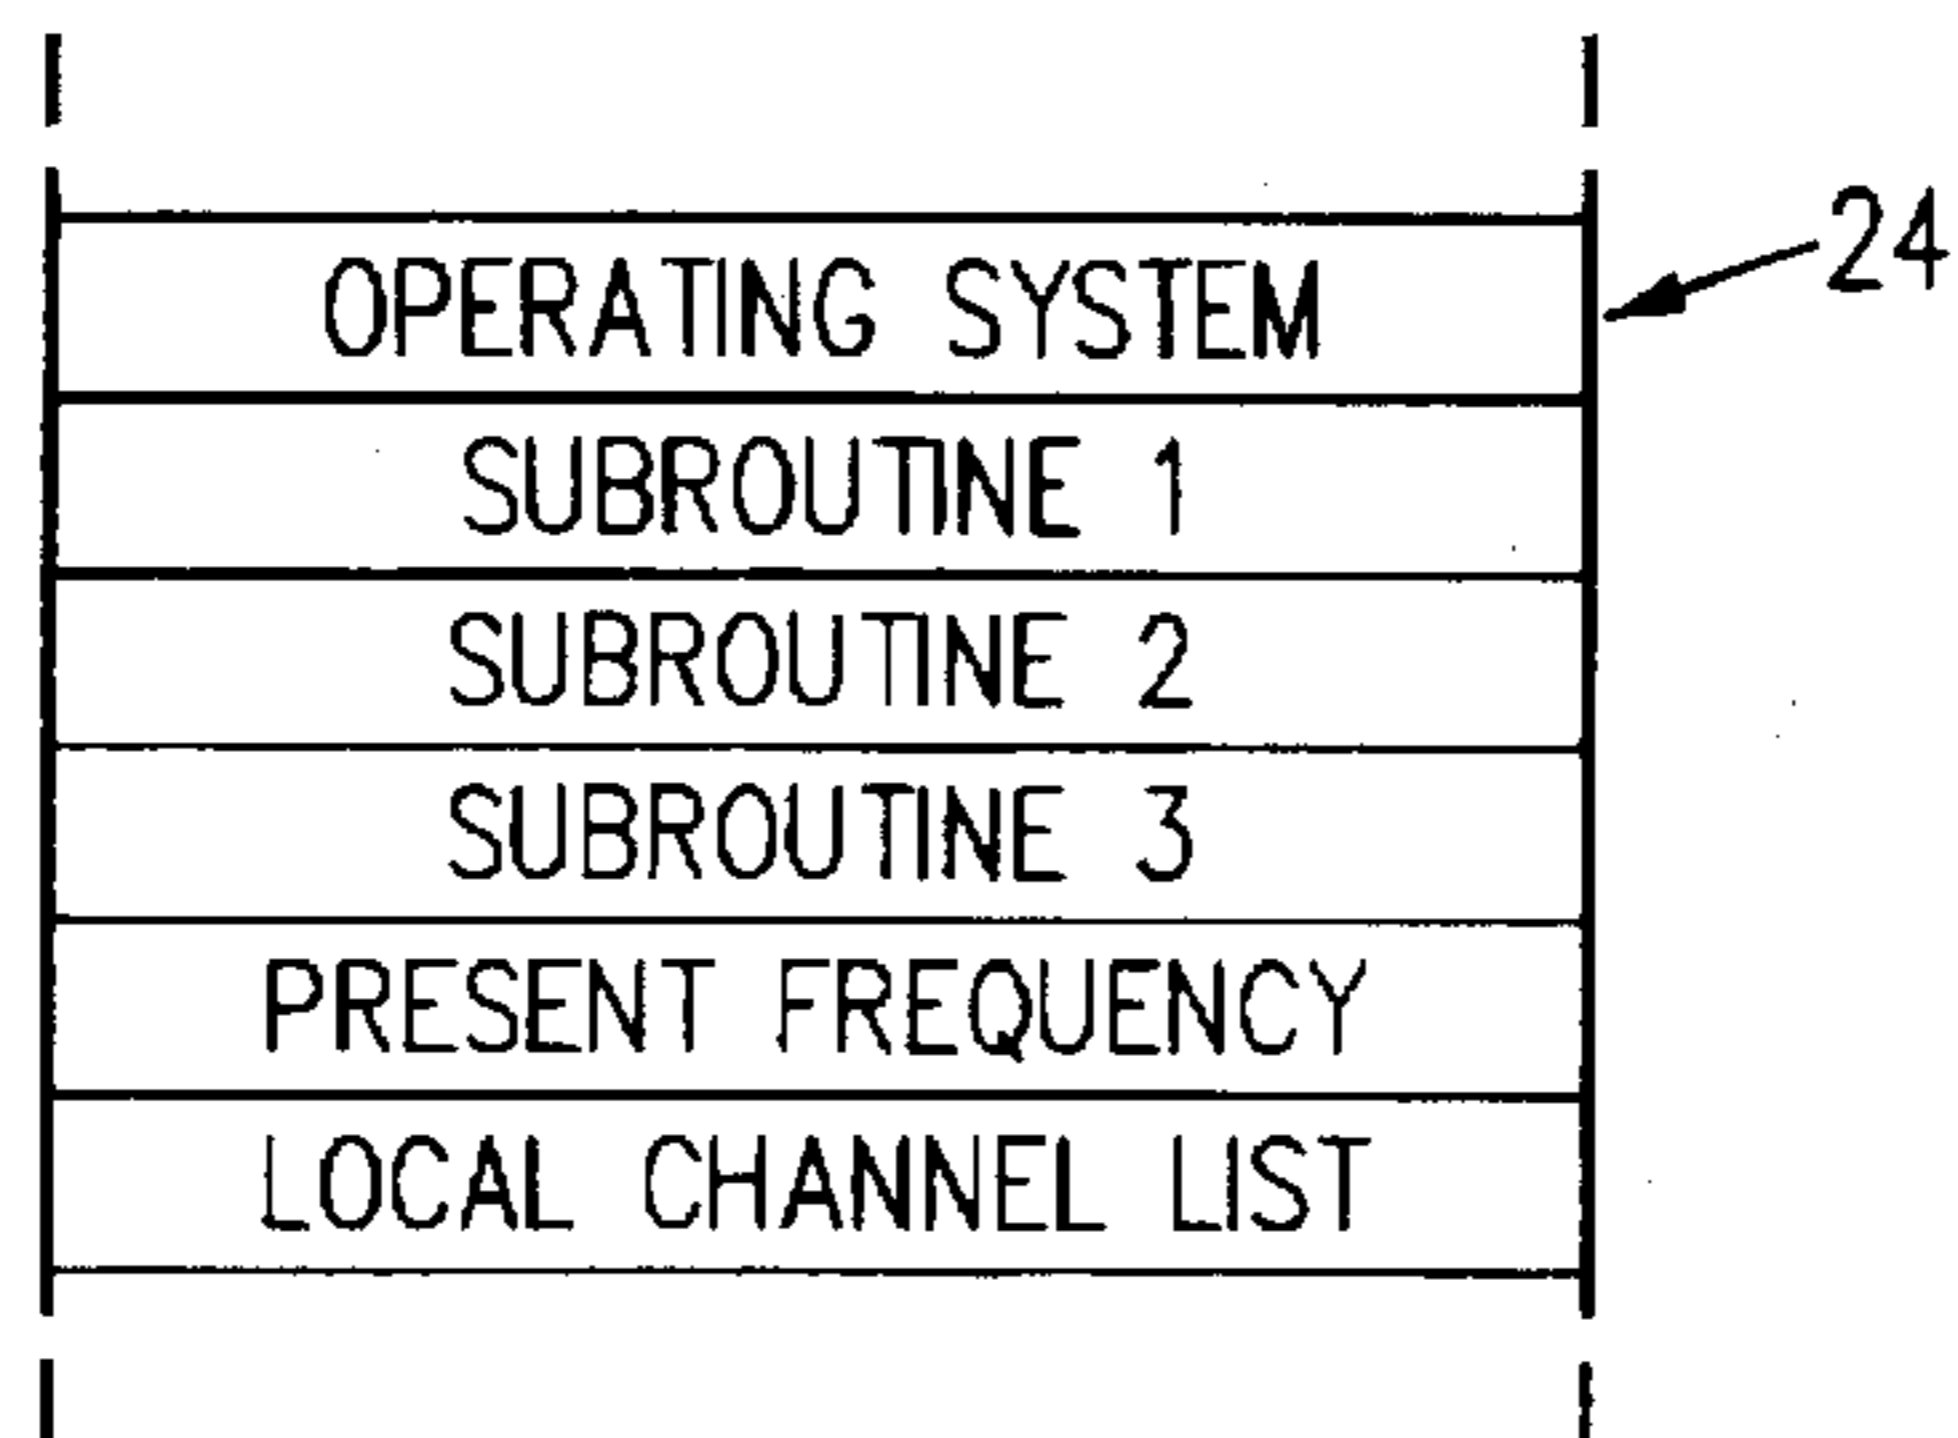 OPERATING SYSTEM
24
SUBROUTINE 1
SUBROUTINE 2
SUBROUTINE 3
PRESENT FREQUENCY
LOCAL CHANNEL LIST